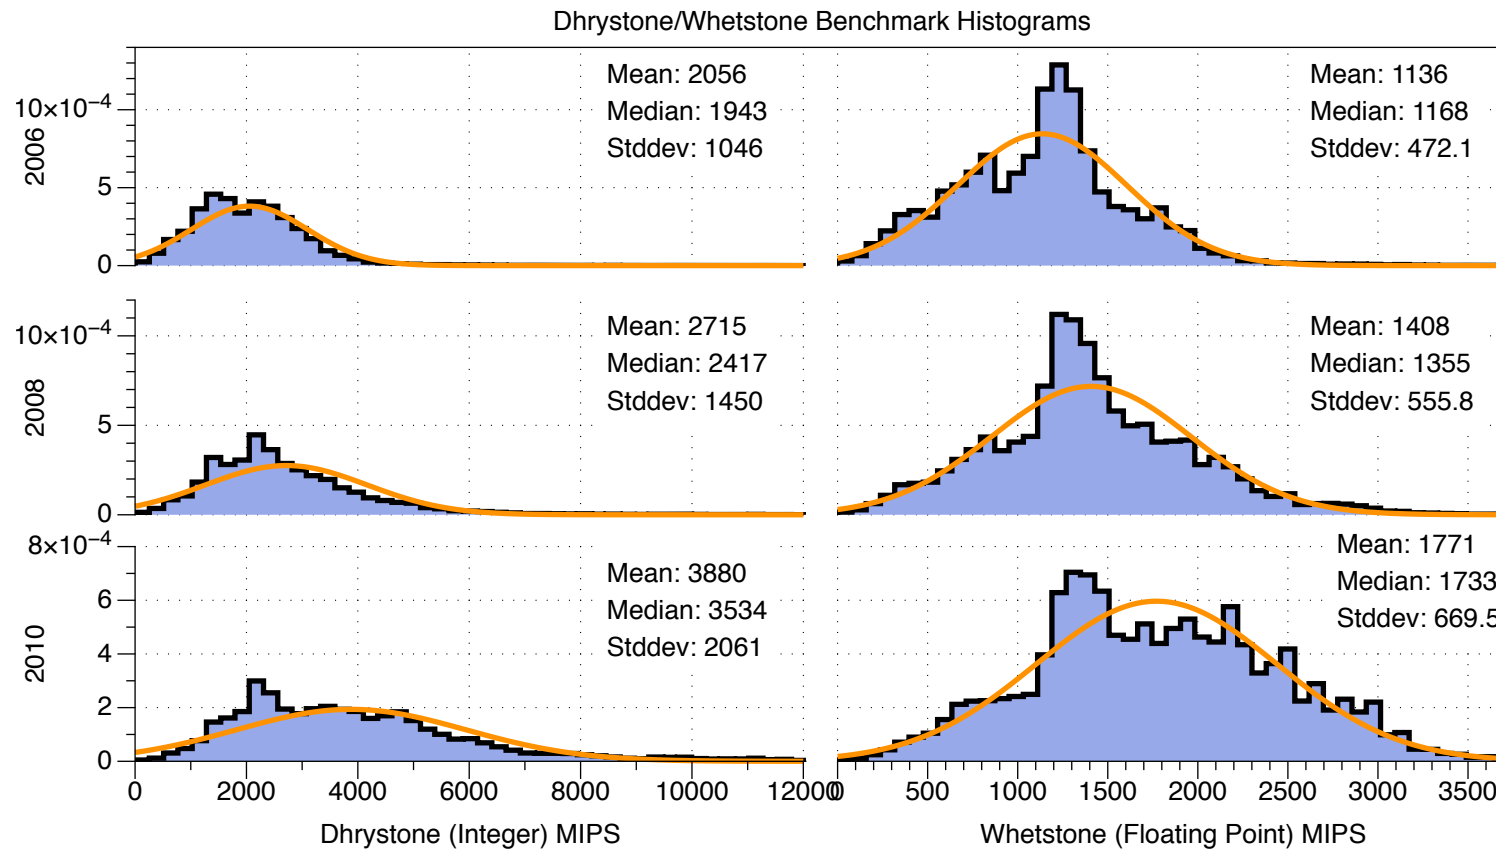 Dhrystone/Whetstone Benchmark Histograms
2006
10×10⁻⁴
5
0
Mean: 2056
Median: 1943
Stddev: 1046
Mean: 1136
Median: 1168
Stddev: 472.1
2008
10×10⁻⁴
5
0
Mean: 2715
Median: 2417
Stddev: 1450
Mean: 1408
Median: 1355
Stddev: 555.8
2010
8×10⁻⁴
6
4
2
0
Mean: 3880
Median: 3534
Stddev: 2061
Mean: 1771
Median: 1733
Stddev: 669.5
0 2000 4000 6000 8000 10000 12000
0 500 1000 1500 2000 2500 3000 3500
Dhrystone (Integer) MIPS
Whetstone (Floating Point) MIPS